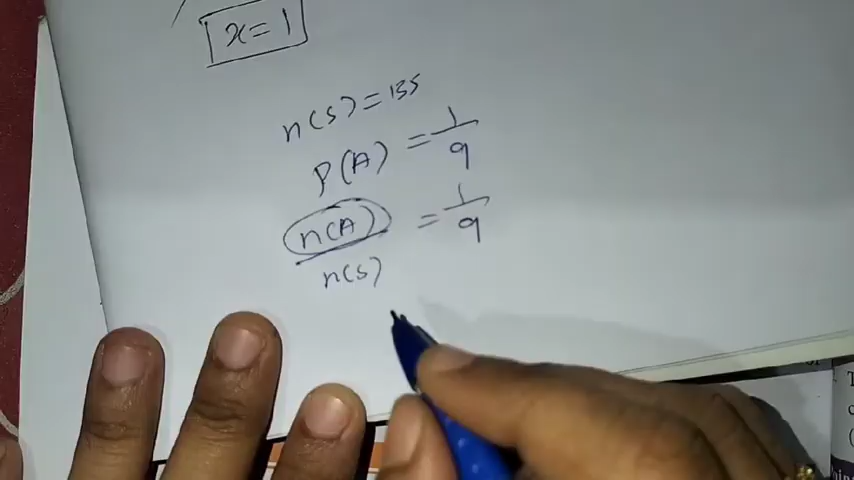 x = 1
n(s) = 135
P(A) = 1/9
n(A)/n(s) = 1/9